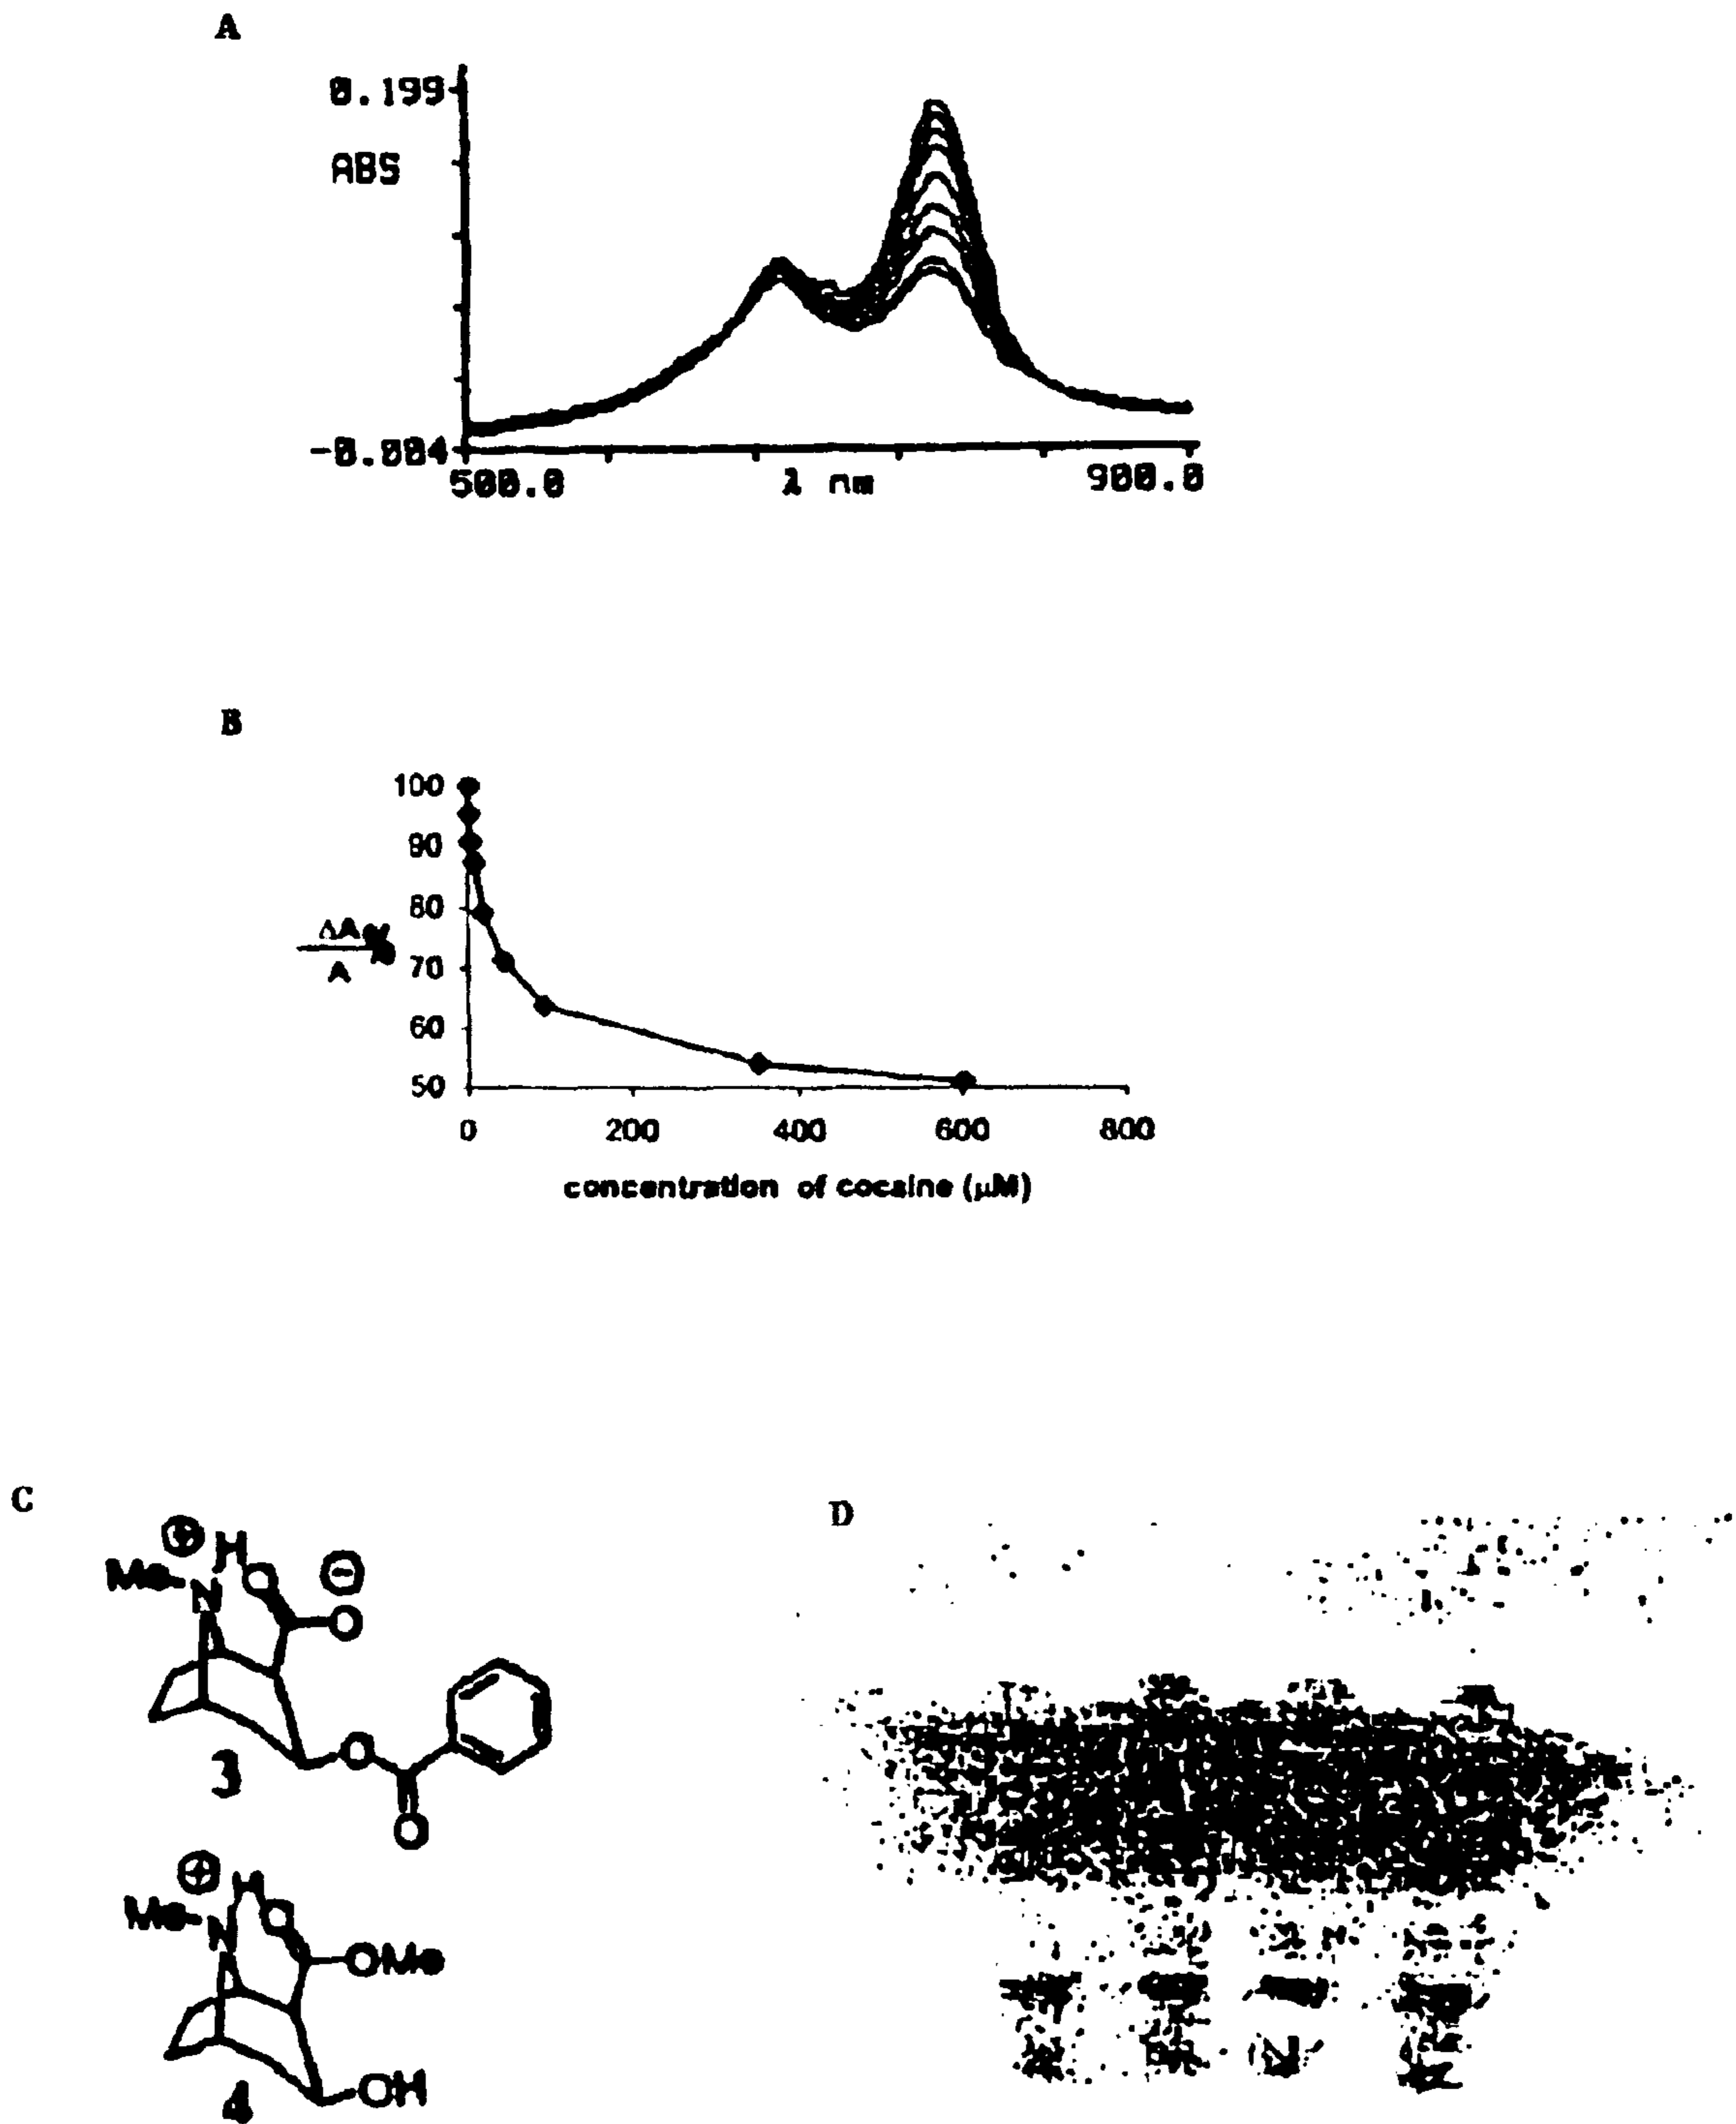 A
0.199
ABS
-0.004
500.0
λ nm
900.0
B
100
90
80
70
60
50
ΔA %
A
0
200
400
600
800
concentration of cocaine (μM)
C
D
⊕ H
Me N O ⊖
O
O
O
3
⊕ H
Me N O
OMe
OH
4